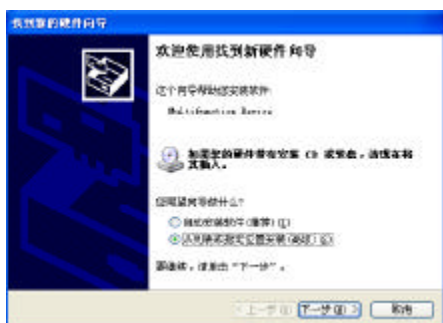 找到新的硬件向导
欢迎使用找到新硬件向导
这个向导帮助您安装软件:
Multifunction Device
如果您的硬件带有安装 CD 或软盘，请现在将
其插入。
您期望向导做什么?
自动安装软件(推荐)(I)
从列表或指定位置安装(高级)(S)
要继续，请单击“下一步”。
<上一步(B) 下一步(N) > 取消